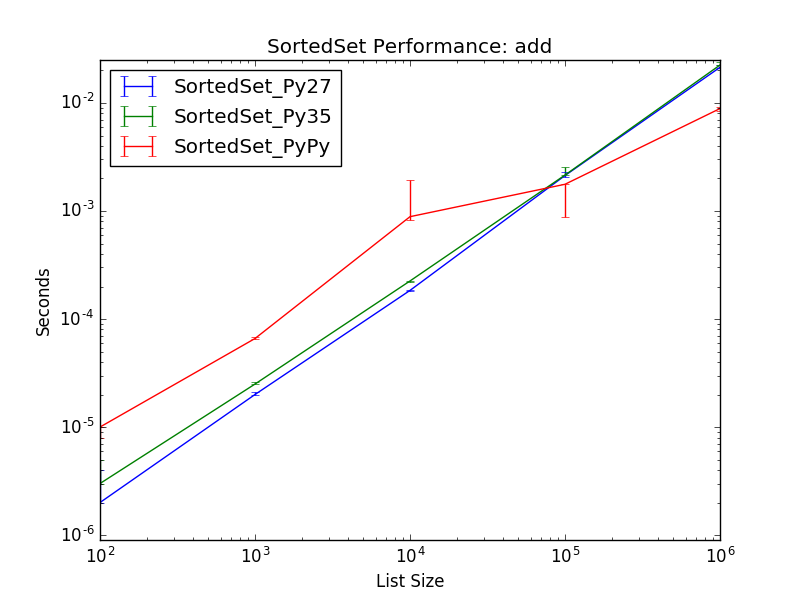 SortedSet Performance: add
SortedSet_Py27
SortedSet_Py35
SortedSet_PyPy
10^-2
10^-3
10^-4
10^-5
10^-6
Seconds
10^2 10^3 10^4 10^5 10^6
List Size